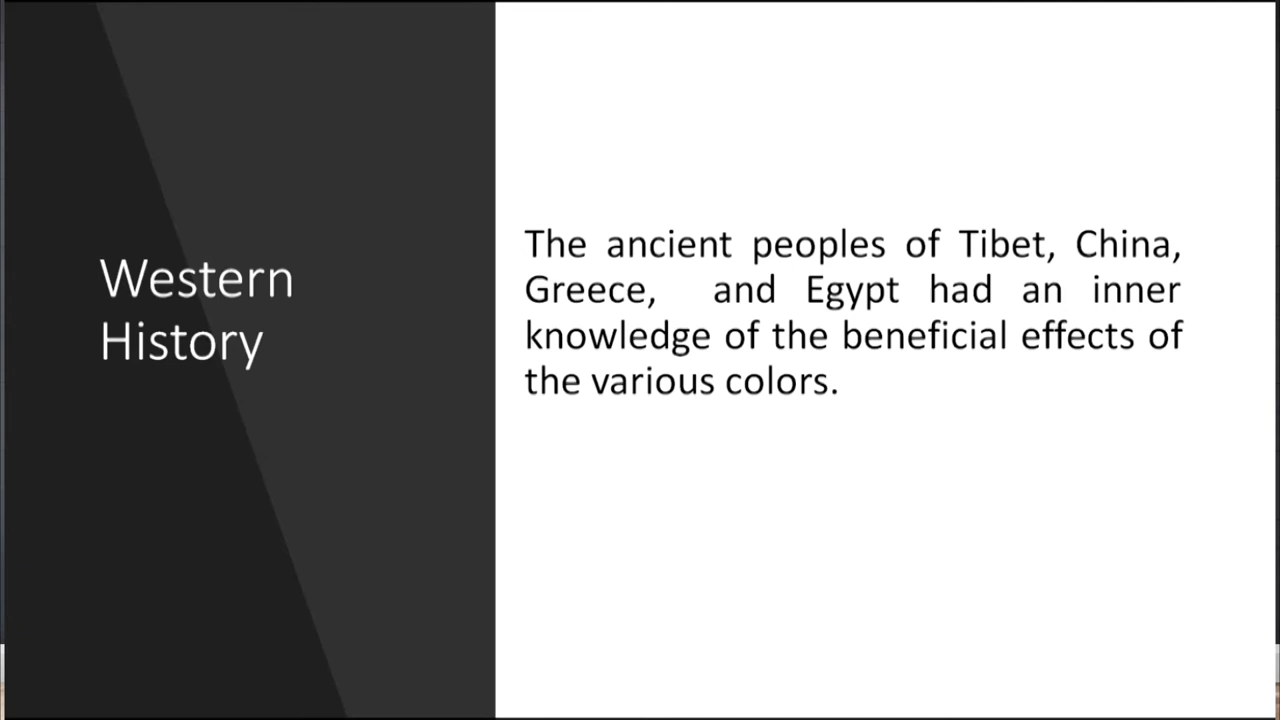 Western
History
The ancient peoples of Tibet, China,
Greece, and Egypt had an inner
knowledge of the beneficial effects of
the various colors.